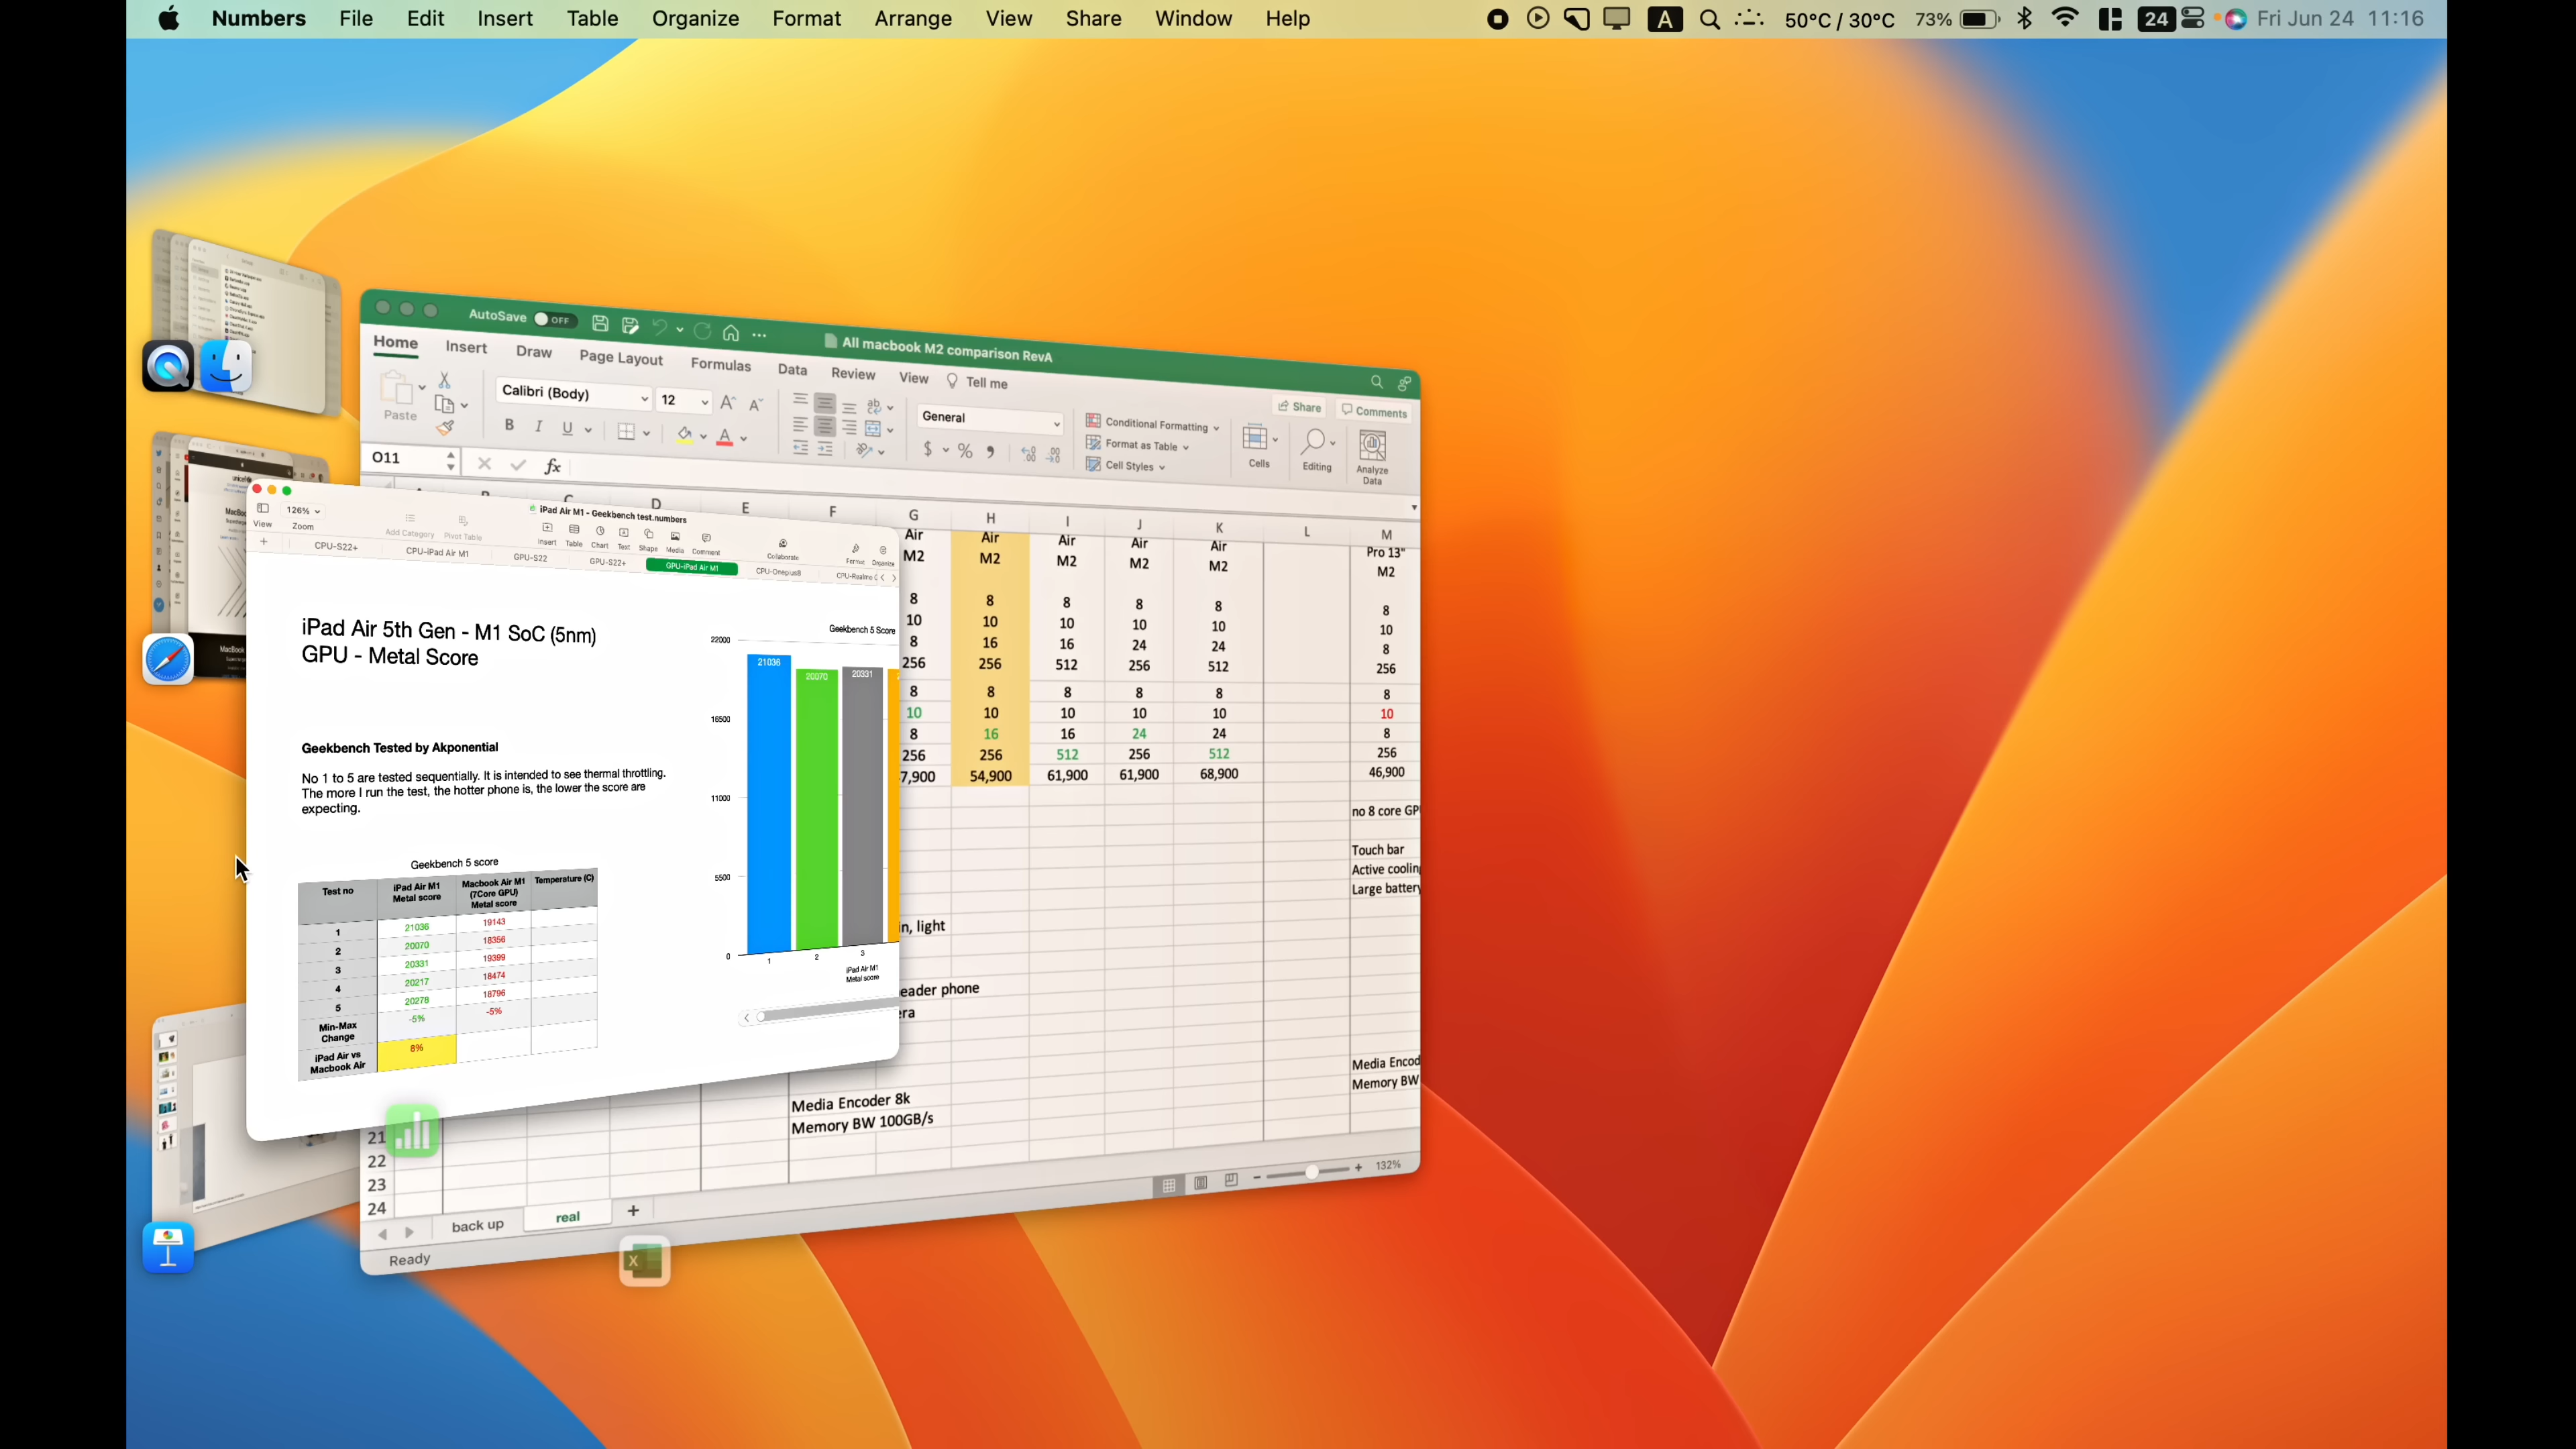 Numbers File Edit Insert Table Organize Format Arrange View Share Window Help
A 50°C / 30°C 73% 24 Fri Jun 24 11:16
AutoSave OFF
All macbook M2 comparison RevA
Home Insert Draw Page Layout Formulas Data Review View Tell me
Share Comments
Paste
Calibri (Body) 12
General
Conditional Formatting
Format as Table
Cell Styles
Cells
Editing
Analyze Data
B I U
$ %
O11 fx
D E F G H I J K L M
Air Air Air Air Air Pro 13"
M2 M2 M2 M2 M2 M2
8 8 8 8 8 8
10 10 10 10 10 10
8 16 16 24 24 8
256 256 512 256 512 256
8 8 8 8 8 8
10 10 10 10 10 10
8 16 16 24 24 8
256 256 512 256 512 256
7,900 54,900 61,900 61,900 68,900 46,900
no 8 core GP
Touch bar
Active cooling
Large battery
in, light
eader phone
era
Media Encod
Memory BW
Media Encoder 8k
Memory BW 100GB/s
21
22
23
24
back up real +
Ready
132%
iPad Air M1 - Geekbench test.numbers
126%
View Zoom Add Category Pivot Table Insert Table Chart Text Shape Media Comment Collaborate Format Organize
CPU-S22+ CPU-iPad Air M1 GPU-S22 GPU-S22+ GPU-iPad Air M1 CPU-Oneplus8 CPU-Realme
iPad Air 5th Gen - M1 SoC (5nm)
GPU - Metal Score
Geekbench Tested by Akponential
No 1 to 5 are tested sequentially. It is intended to see thermal throttling.
The more I run the test, the hotter phone is, the lower the score are
expecting.
Geekbench 5 score
Test no iPad Air M1 Metal score Macbook Air M1 (7Core GPU) Metal score Temperature (C)
1 21036 19143
2 20070 18356
3 20331 19399
4 20217 18474
5 20278 18796
Min-Max Change -5% -5%
iPad Air vs Macbook Air 8%
Geekbench 5 Score
22000
16500
11000
5500
0
21036 20070 20331
1 2 3
iPad Air M1
Metal score